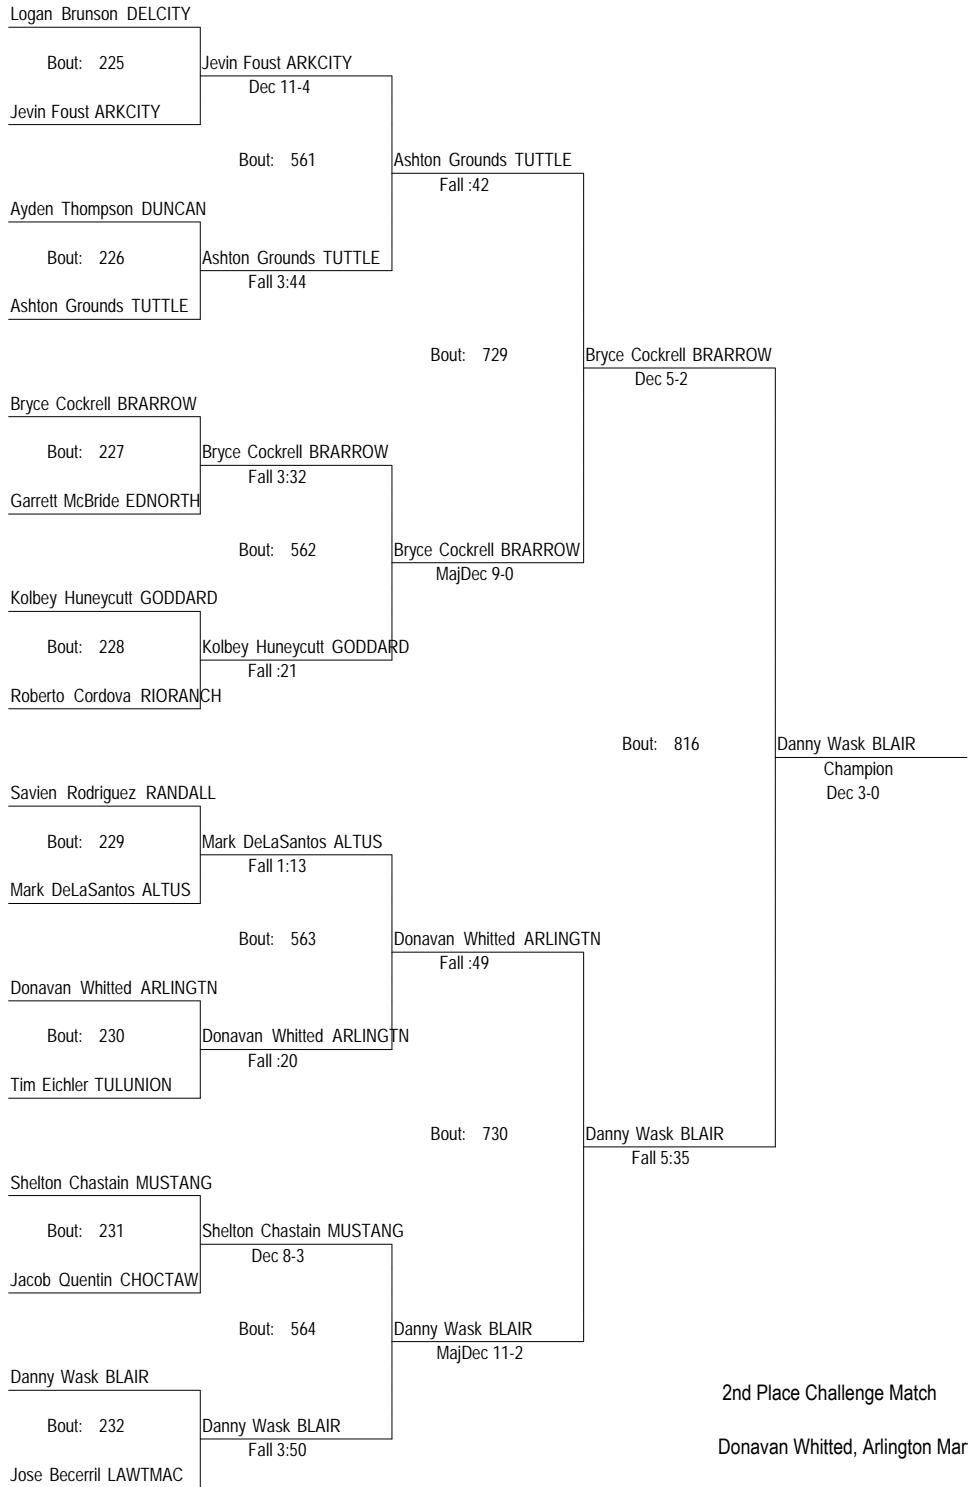 Logan Brunson DELCITY
Bout: 225
Jevin Foust ARKCITY
Dec 11-4
Jevin Foust ARKCITY
Bout: 561
Ashton Grounds TUTTLE
Fall :42
Ayden Thompson DUNCAN
Bout: 226
Ashton Grounds TUTTLE
Fall 3:44
Ashton Grounds TUTTLE
Bout: 729
Bryce Cockrell BRARROW
Dec 5-2
Bryce Cockrell BRARROW
Bout: 227
Bryce Cockrell BRARROW
Fall 3:32
Garrett McBride EDNORTH
Bout: 562
Bryce Cockrell BRARROW
MajDec 9-0
Kolbey Huneycutt GODDARD
Bout: 228
Kolbey Huneycutt GODDARD
Fall :21
Roberto Cordova RIORANCH
Bout: 816
Danny Wask BLAIR
Champion
Dec 3-0
Savien Rodriguez RANDALL
Bout: 229
Mark DeLaSantos ALTUS
Fall 1:13
Mark DeLaSantos ALTUS
Bout: 563
Donavan Whitted ARLINGTN
Fall :49
Donavan Whitted ARLINGTN
Bout: 230
Donavan Whitted ARLINGTN
Fall :20
Tim Eichler TULUNION
Bout: 730
Danny Wask BLAIR
Fall 5:35
Shelton Chastain MUSTANG
Bout: 231
Shelton Chastain MUSTANG
Dec 8-3
Jacob Quentin CHOCTAW
Bout: 564
Danny Wask BLAIR
MajDec 11-2
Danny Wask BLAIR
2nd Place Challenge Match
Bout: 232
Danny Wask BLAIR
Fall 3:50
Donavan Whitted, Arlington Mar
Jose Becerril LAWTMAC